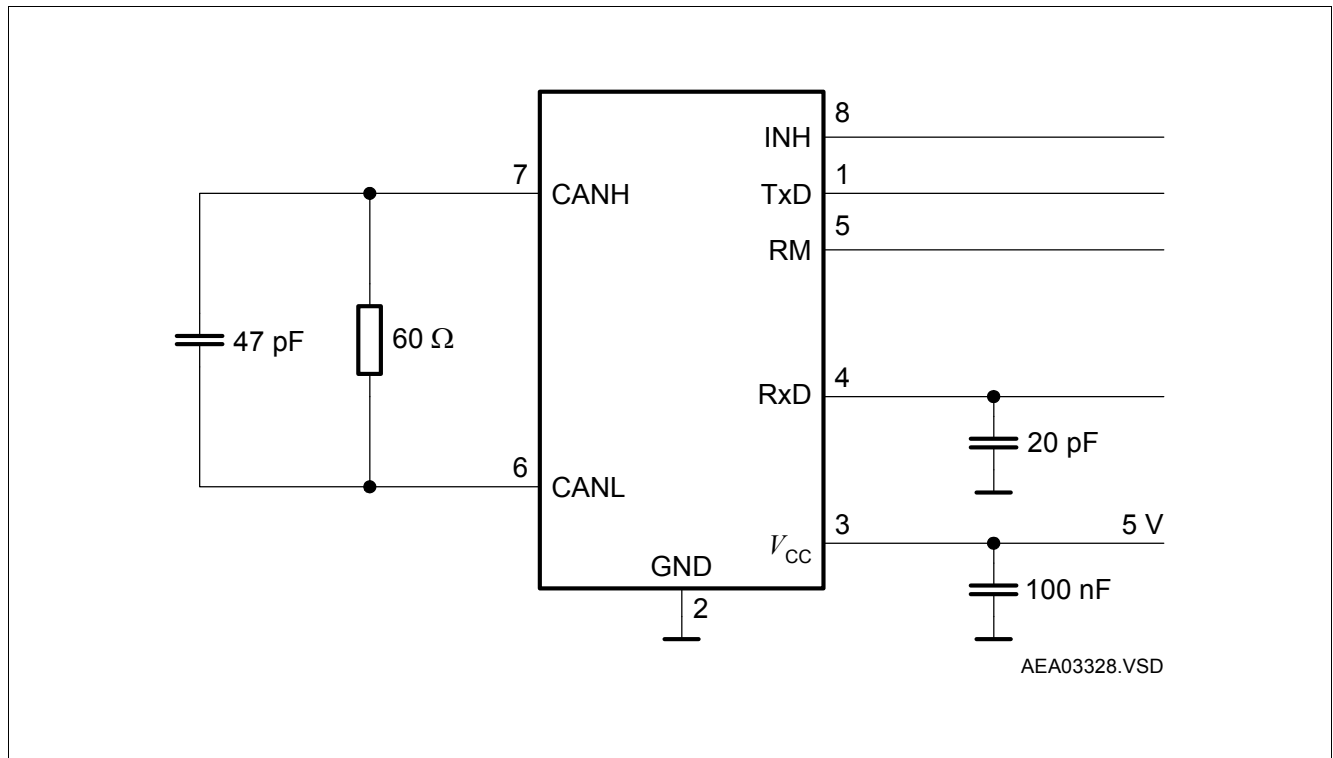 8
INH
7
1
CANH
TxD
5
RM
47 pF
60 Ω
4
RxD
20 pF
6
CANL
3
5 V
VCC
GND
100 nF
2
AEA03328.VSD